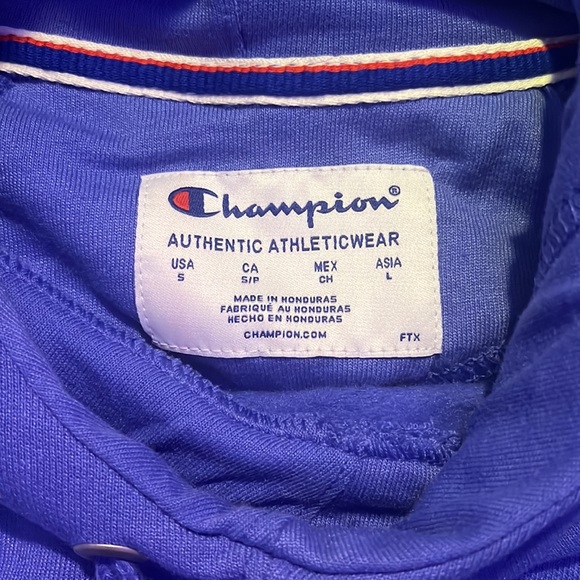 Champion®
AUTHENTIC ATHLETICWEAR
USA CA MEX ASIA
S S/P CH L
MADE IN HONDURAS
FABRIQUÉ AU HONDURAS
HECHO EN HONDURAS
CHAMPION.COM FTX